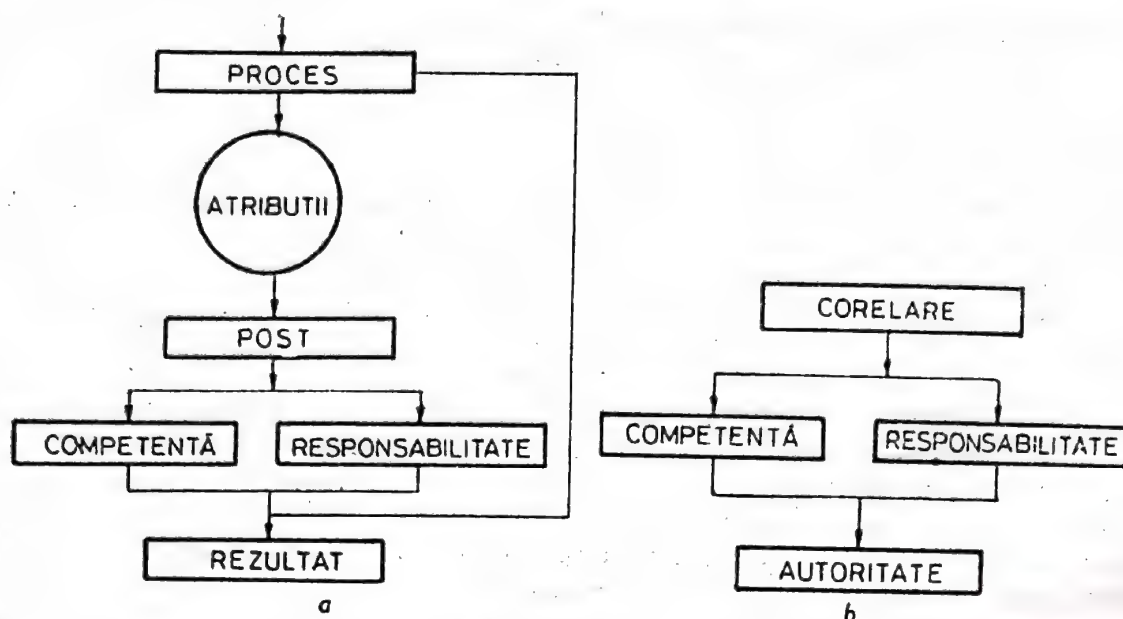 PROCES
ATRIBUTII
POST
COMPETENTĂ
RESPONSABILITATE
REZULTAT
a
CORELARE
COMPETENTĂ
RESPONSABILITATE
AUTORITATE
b